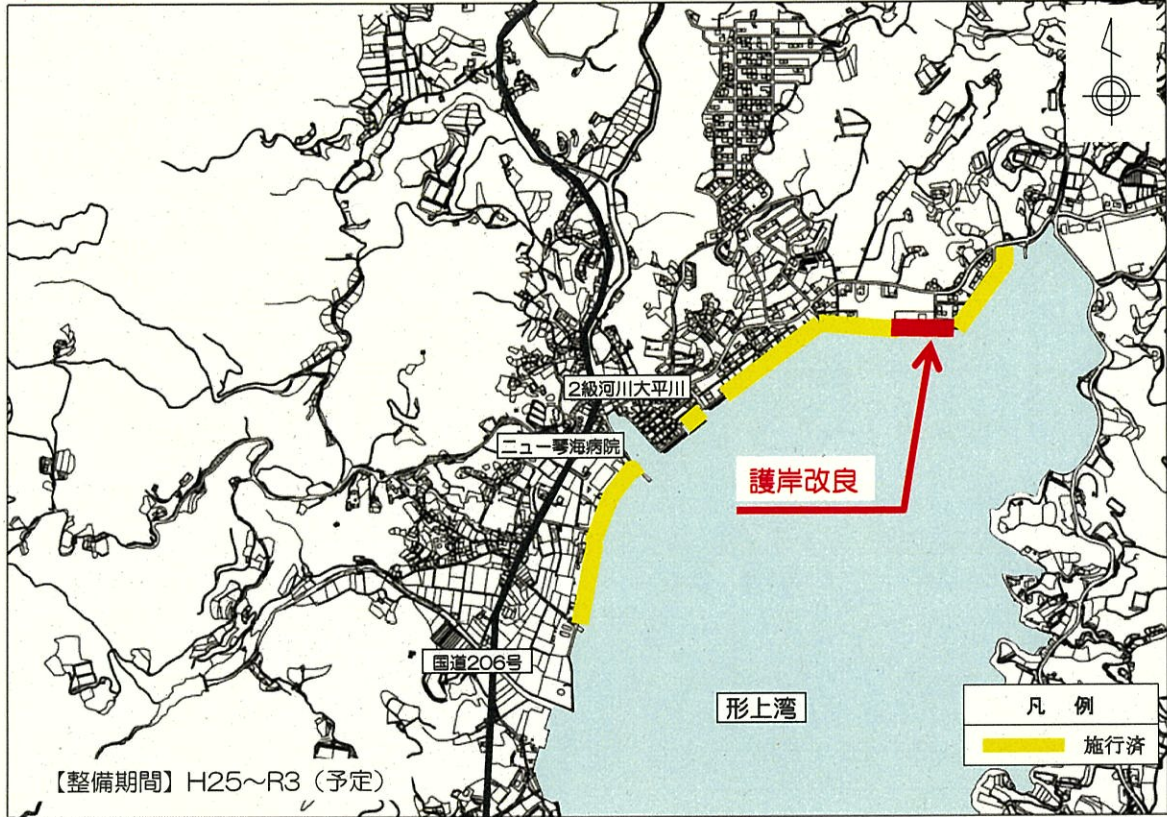 2級河川大平川
ニュー琴海病院
護岸改良
国道206号
形上湾
凡例
施行済
【整備期間】H25~R3(予定)